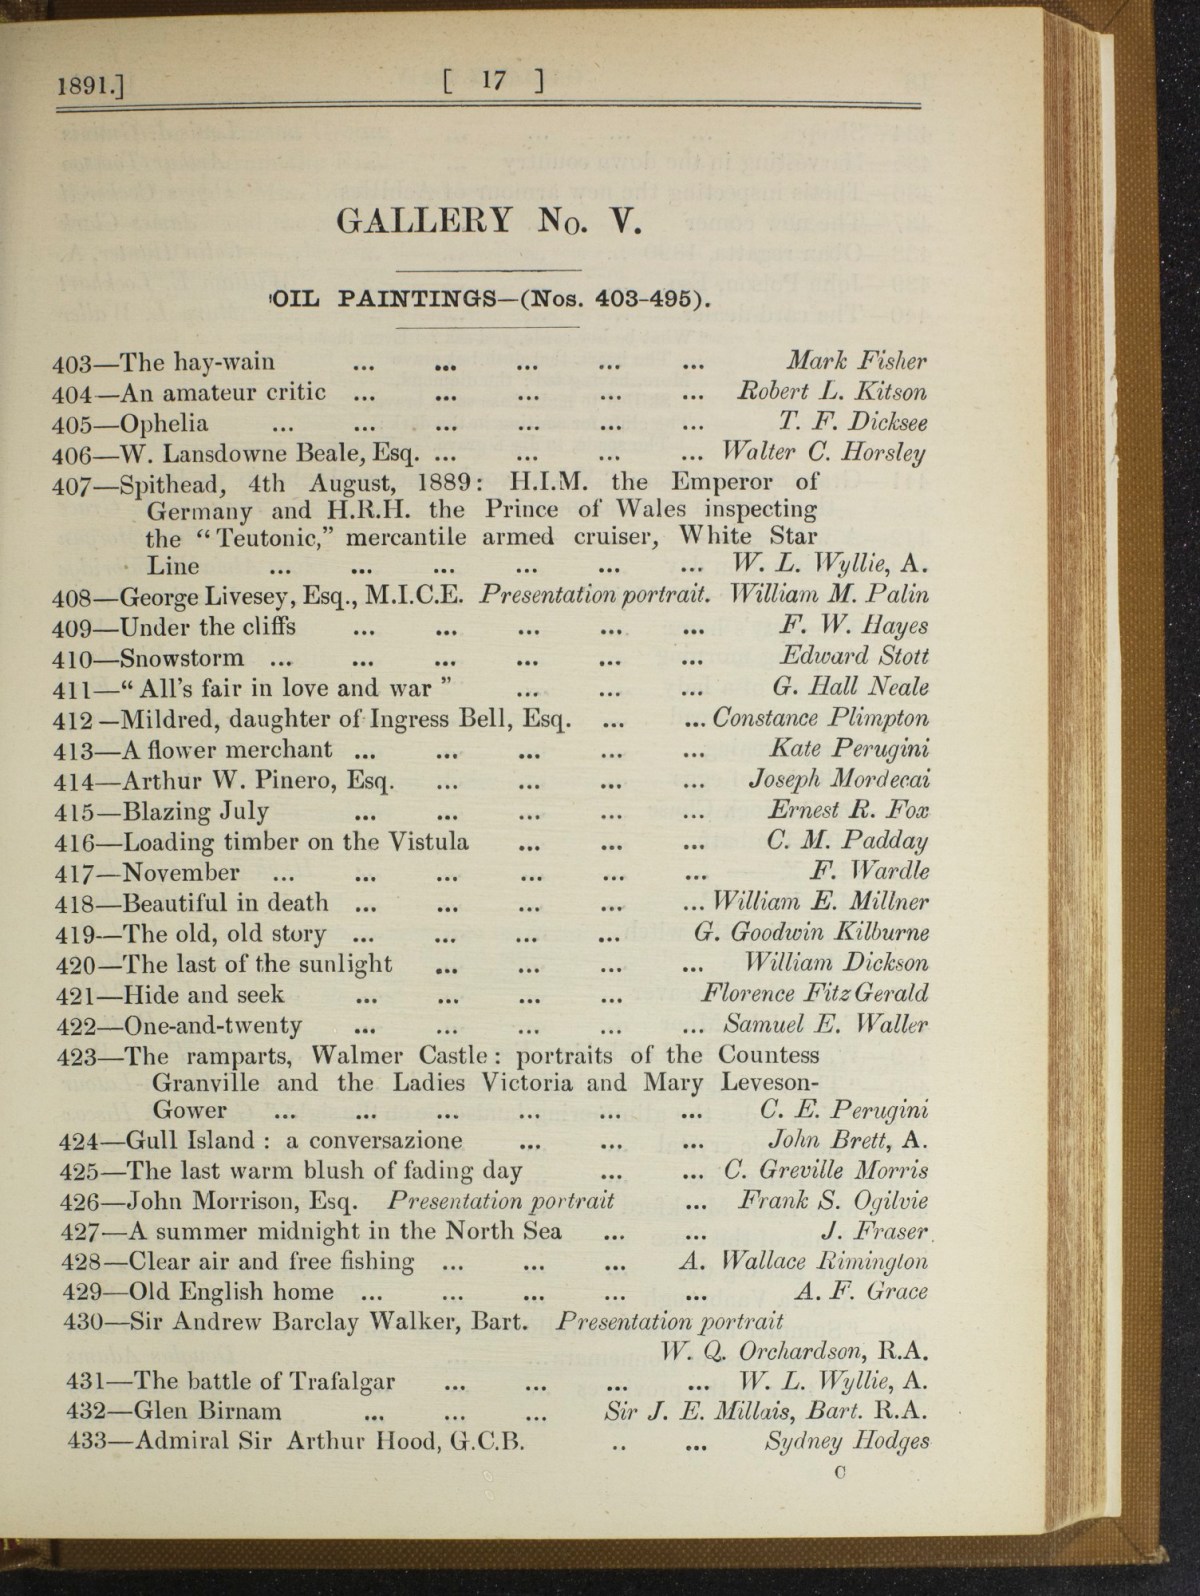 1891.] [ 17 ]
GALLERY No. V.
OIL PAINTINGS—(Nos. 403-495).
403—The hay-wain ... ... ... ... ... Mark Fisher
404—An amateur critic ... ... ... ... ... Robert L. Kitson
405—Ophelia ... ... ... ... ... ... T. F. Dicksee
406—W. Lansdowne Beale, Esq. ... ... ... ... Walter C. Horsley
407—Spithead, 4th August, 1889: H.I.M. the Emperor of
Germany and H.R.H. the Prince of Wales inspecting
the “Teutonic,” mercantile armed cruiser, White Star
Line ... ... ... ... ... ... W. L. Wyllie, A.
408—George Livesey, Esq., M.I.C.E. Presentation portrait. William M. Palin
409—Under the cliffs ... ... ... ... ... F. W. Hayes
410—Snowstorm ... ... ... ... ... ... Edward Stott
411—“All's fair in love and war” ... ... ... G. Hall Neale
412—Mildred, daughter of Ingress Bell, Esq. ... ... Constance Plimpton
413—A flower merchant ... ... ... ... ... Kate Perugini
414—Arthur W. Pinero, Esq. ... ... ... ... Joseph Mordecai
415—Blazing July ... ... ... ... ... Ernest R. Fox
416—Loading timber on the Vistula ... ... ... C. M. Padday
417—November ... ... ... ... ... ... F. Wardle
418—Beautiful in death ... ... ... ... ... William E. Millner
419—The old, old story ... ... ... ... G. Goodwin Kilburne
420—The last of the sunlight ... ... ... ... William Dickson
421—Hide and seek ... ... ... ... Florence FitzGerald
422—One-and-twenty ... ... ... ... ... Samuel E. Waller
423—The ramparts, Walmer Castle: portraits of the Countess
Granville and the Ladies Victoria and Mary Leveson-
Gower ... ... ... ... ... ... C. E. Perugini
424—Gull Island: a conversazione ... ... ... John Brett, A.
425—The last warm blush of fading day ... ... C. Greville Morris
426—John Morrison, Esq. Presentation portrait ... Frank S. Ogilvie
427—A summer midnight in the North Sea ... ... J. Fraser
428—Clear air and free fishing ... ... ... A. Wallace Rimington
429—Old English home ... ... ... ... ... A. F. Grace
430—Sir Andrew Barclay Walker, Bart. Presentation portrait
W. Q. Orchardson, R.A.
431—The battle of Trafalgar ... ... ... ... W. L. Wyllie, A.
432—Glen Birnam ... ... ... Sir J. E. Millais, Bart. R.A.
433—Admiral Sir Arthur Hood, G.C.B. .. ... Sydney Hodges
C